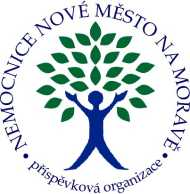 • NEMOCNICE NOVÉ MĚSTO NA MORAVĚ •
příspěvková organizace